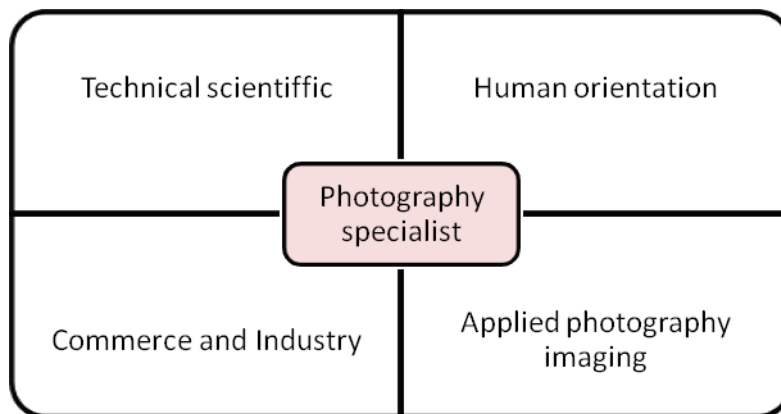 Technical scientiffic
Human orientation
Photography
specialist
Commerce and Industry
Applied photography
imaging